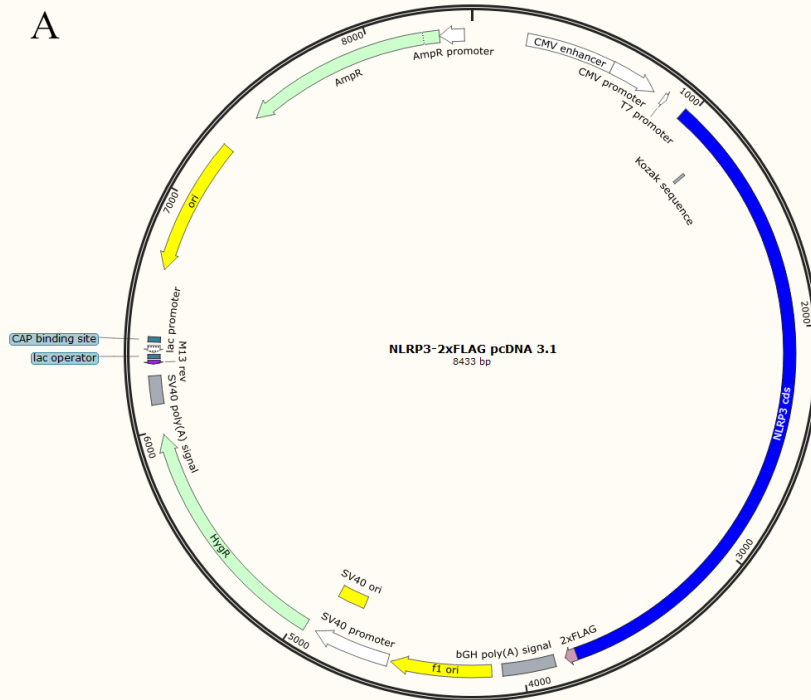 A
8000
AmpR promoter
AmpR
CMV enhancer
CMV promoter
T7 promoter
1000
Kozak sequence
7000
ori
2000
lac promoter
CAP binding site
lac operator
M13 rev
NLRP3-2xFLAG pcDNA 3.1
8433 bp
SV40 poly(A) signal
NLRP3 cds
6000
HygR
3000
SV40 ori
SV40 promoter
5000
f1 ori
bGH poly(A) signal
2xFLAG
4000